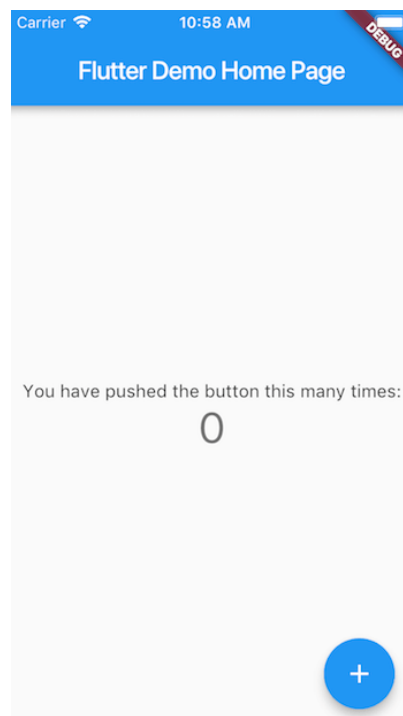 Carrier 10:58 AM
DEBUG
Flutter Demo Home Page
You have pushed the button this many times:
0
+